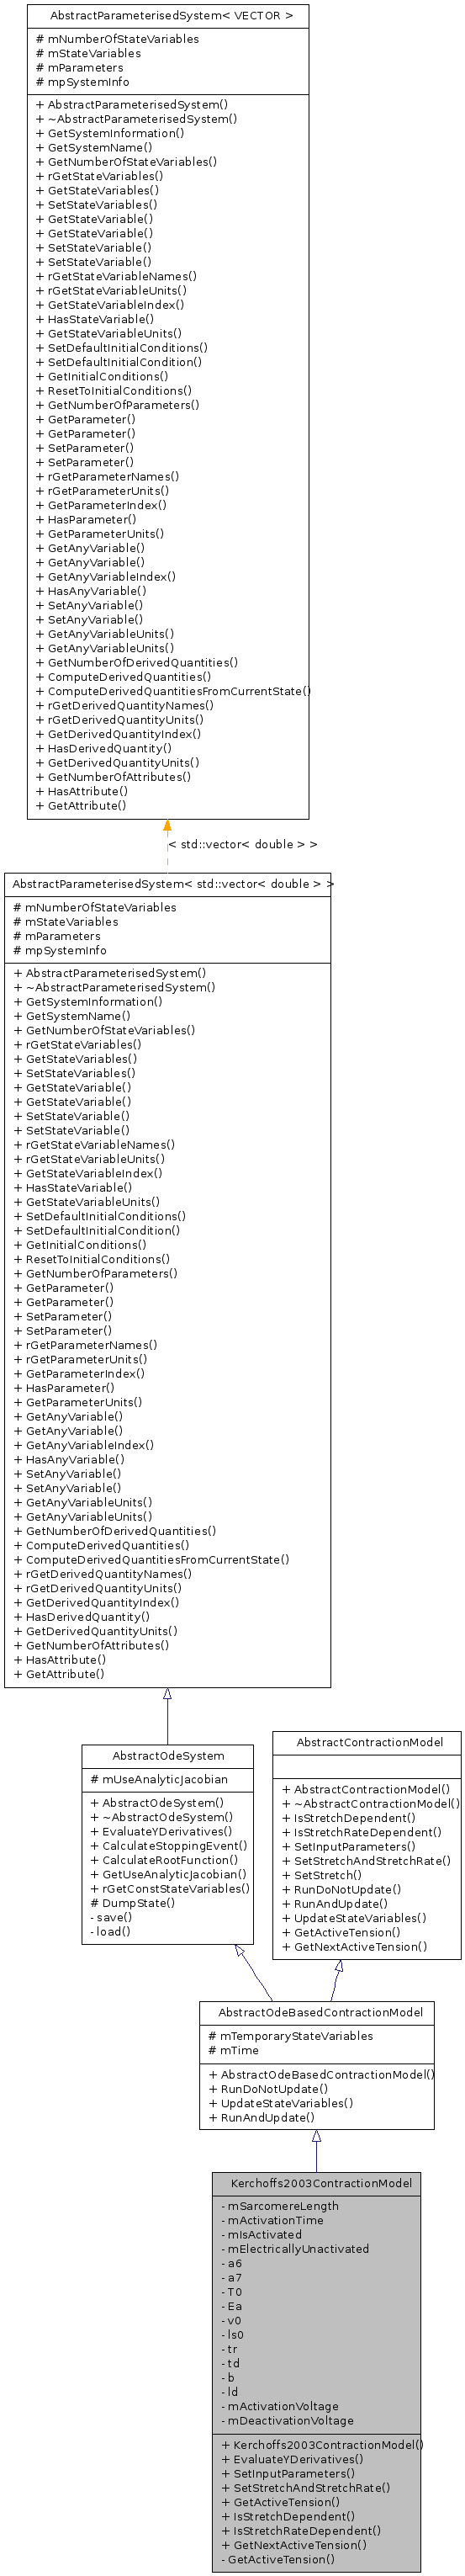 AbstractParameterisedSystem< VECTOR >
# mNumberOfStateVariables
# mStateVariables
# mParameters
# mpSystemInfo
+ AbstractParameterisedSystem()
+ ~AbstractParameterisedSystem()
+ GetSystemInformation()
+ GetSystemName()
+ GetNumberOfStateVariables()
+ rGetStateVariables()
+ GetStateVariables()
+ SetStateVariables()
+ GetStateVariable()
+ GetStateVariable()
+ SetStateVariable()
+ SetStateVariable()
+ rGetStateVariableNames()
+ rGetStateVariableUnits()
+ GetStateVariableIndex()
+ HasStateVariable()
+ GetStateVariableUnits()
+ SetDefaultInitialConditions()
+ SetDefaultInitialCondition()
+ GetInitialConditions()
+ ResetToInitialConditions()
+ GetNumberOfParameters()
+ GetParameter()
+ GetParameter()
+ SetParameter()
+ SetParameter()
+ rGetParameterNames()
+ rGetParameterUnits()
+ GetParameterIndex()
+ HasParameter()
+ GetParameterUnits()
+ GetAnyVariable()
+ GetAnyVariable()
+ GetAnyVariableIndex()
+ HasAnyVariable()
+ SetAnyVariable()
+ SetAnyVariable()
+ GetAnyVariableUnits()
+ GetAnyVariableUnits()
+ GetNumberOfDerivedQuantities()
+ ComputeDerivedQuantities()
+ ComputeDerivedQuantitiesFromCurrentState()
+ rGetDerivedQuantityNames()
+ rGetDerivedQuantityUnits()
+ GetDerivedQuantityIndex()
+ HasDerivedQuantity()
+ GetDerivedQuantityUnits()
+ GetNumberOfAttributes()
+ HasAttribute()
+ GetAttribute()
< std::vector< double > >
AbstractParameterisedSystem< std::vector< double > >
# mNumberOfStateVariables
# mStateVariables
# mParameters
# mpSystemInfo
+ AbstractParameterisedSystem()
+ ~AbstractParameterisedSystem()
+ GetSystemInformation()
+ GetSystemName()
+ GetNumberOfStateVariables()
+ rGetStateVariables()
+ GetStateVariables()
+ SetStateVariables()
+ GetStateVariable()
+ GetStateVariable()
+ SetStateVariable()
+ SetStateVariable()
+ rGetStateVariableNames()
+ rGetStateVariableUnits()
+ GetStateVariableIndex()
+ HasStateVariable()
+ GetStateVariableUnits()
+ SetDefaultInitialConditions()
+ SetDefaultInitialCondition()
+ GetInitialConditions()
+ ResetToInitialConditions()
+ GetNumberOfParameters()
+ GetParameter()
+ GetParameter()
+ SetParameter()
+ SetParameter()
+ rGetParameterNames()
+ rGetParameterUnits()
+ GetParameterIndex()
+ HasParameter()
+ GetParameterUnits()
+ GetAnyVariable()
+ GetAnyVariable()
+ GetAnyVariableIndex()
+ HasAnyVariable()
+ SetAnyVariable()
+ SetAnyVariable()
+ GetAnyVariableUnits()
+ GetAnyVariableUnits()
+ GetNumberOfDerivedQuantities()
+ ComputeDerivedQuantities()
+ ComputeDerivedQuantitiesFromCurrentState()
+ rGetDerivedQuantityNames()
+ rGetDerivedQuantityUnits()
+ GetDerivedQuantityIndex()
+ HasDerivedQuantity()
+ GetDerivedQuantityUnits()
+ GetNumberOfAttributes()
+ HasAttribute()
+ GetAttribute()
AbstractOdeSystem
# mUseAnalyticJacobian
+ AbstractOdeSystem()
+ ~AbstractOdeSystem()
+ EvaluateYDerivatives()
+ CalculateStoppingEvent()
+ CalculateRootFunction()
+ GetUseAnalyticJacobian()
+ rGetConstStateVariables()
# DumpState()
- save()
- load()
AbstractContractionModel
+ AbstractContractionModel()
+ ~AbstractContractionModel()
+ IsStretchDependent()
+ IsStretchRateDependent()
+ SetInputParameters()
+ SetStretchAndStretchRate()
+ SetStretch()
+ RunDoNotUpdate()
+ RunAndUpdate()
+ UpdateStateVariables()
+ GetActiveTension()
+ GetNextActiveTension()
AbstractOdeBasedContractionModel
# mTemporaryStateVariables
# mTime
+ AbstractOdeBasedContractionModel()
+ RunDoNotUpdate()
+ UpdateStateVariables()
+ RunAndUpdate()
Kerchoffs2003ContractionModel
- mSarcomereLength
- mActivationTime
- mIsActivated
- mElectricallyUnactivated
- a6
- a7
- T0
- Ea
- v0
- ls0
- tr
- td
- b
- ld
- mActivationVoltage
- mDeactivationVoltage
+ Kerchoffs2003ContractionModel()
+ EvaluateYDerivatives()
+ SetInputParameters()
+ SetStretchAndStretchRate()
+ GetActiveTension()
+ IsStretchDependent()
+ IsStretchRateDependent()
+ GetNextActiveTension()
- GetActiveTension()